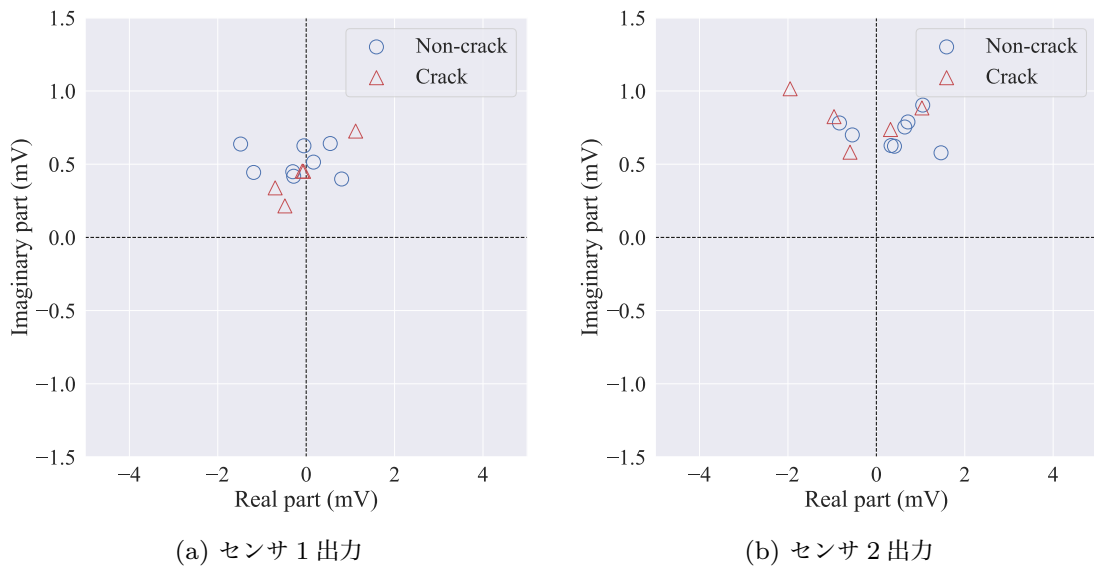 1.5
1.0
0.5
0.0
−0.5
−1.0
−1.5
Imaginary part (mV)
Non-crack
Crack
−4 −2 0 2 4
Real part (mV)
(a) センサ 1 出力
1.5
1.0
0.5
0.0
−0.5
−1.0
−1.5
Imaginary part (mV)
Non-crack
Crack
−4 −2 0 2 4
Real part (mV)
(b) センサ 2 出力